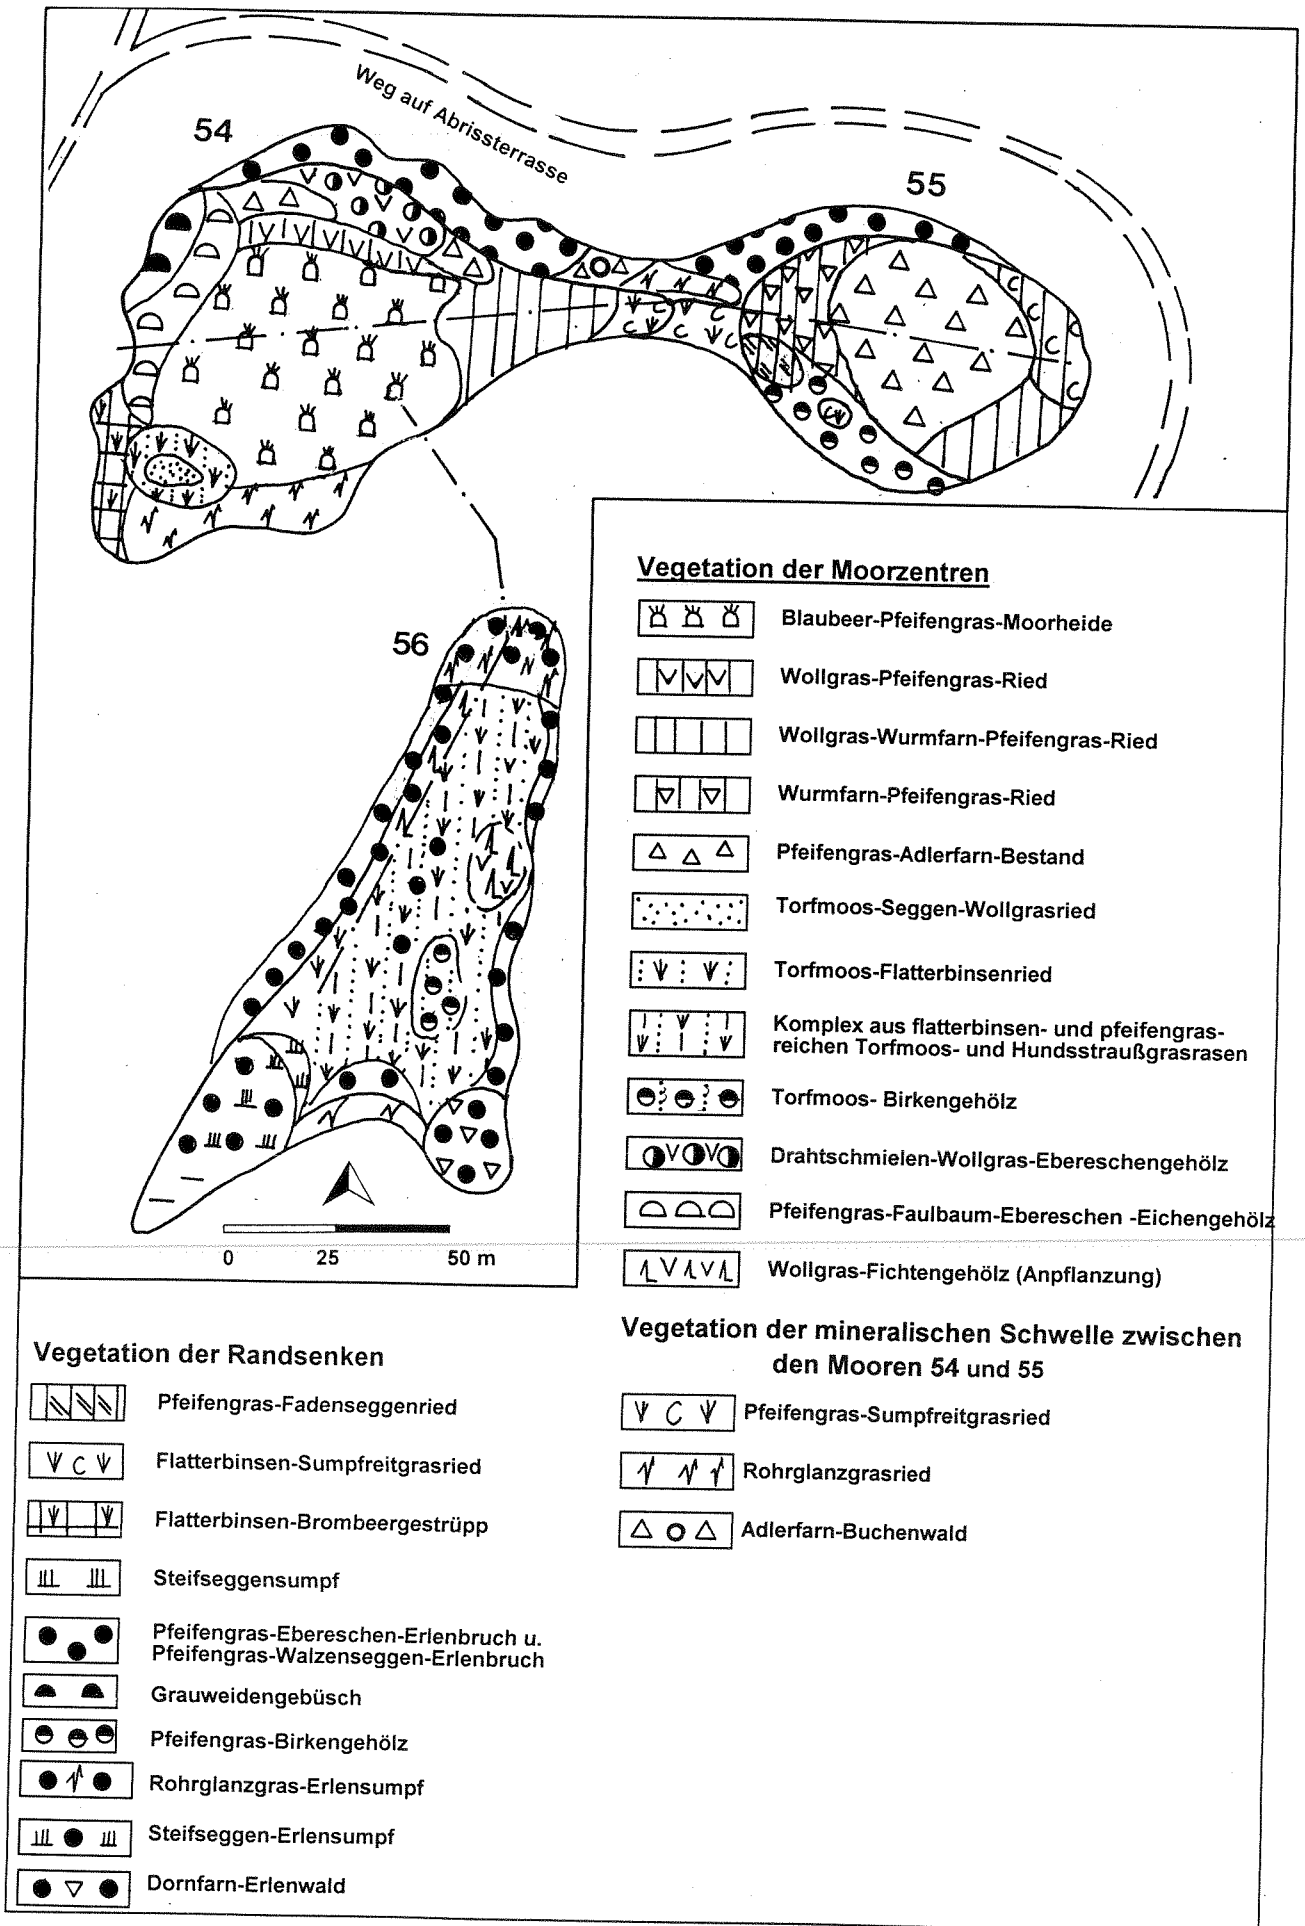 Weg auf Abrissterrasse
54
55
56
0 25 50 m
Vegetation der Moorzentren
Blaubeer-Pfeifengras-Moorheide
Wollgras-Pfeifengras-Ried
Wollgras-Wurmfarn-Pfeifengras-Ried
Wurmfarn-Pfeifengras-Ried
Pfeifengras-Adlerfarn-Bestand
Torfmoos-Seggen-Wollgrasried
Torfmoos-Flatterbinsenried
Komplex aus flatterbinsen- und pfeifengras-
reichen Torfmoos- und Hundsstraußgrasrasen
Torfmoos- Birkengehölz
Drahtschmielen-Wollgras-Ebereschengehölz
Pfeifengras-Faulbaum-Ebereschen -Eichengehölz
Wollgras-Fichtengehölz (Anpflanzung)
Vegetation der mineralischen Schwelle zwischen
den Mooren 54 und 55
Pfeifengras-Sumpfreitgrasried
Rohrglanzgrasried
Adlerfarn-Buchenwald
Vegetation der Randsenken
Pfeifengras-Fadenseggenried
Flatterbinsen-Sumpfreitgrasried
Flatterbinsen-Brombeergestrüpp
Steifseggensumpf
Pfeifengras-Ebereschen-Erlenbruch u.
Pfeifengras-Walzenseggen-Erlenbruch
Grauweidengebüsch
Pfeifengras-Birkengehölz
Rohrglanzgras-Erlensumpf
Steifseggen-Erlensumpf
Dornfarn-Erlenwald